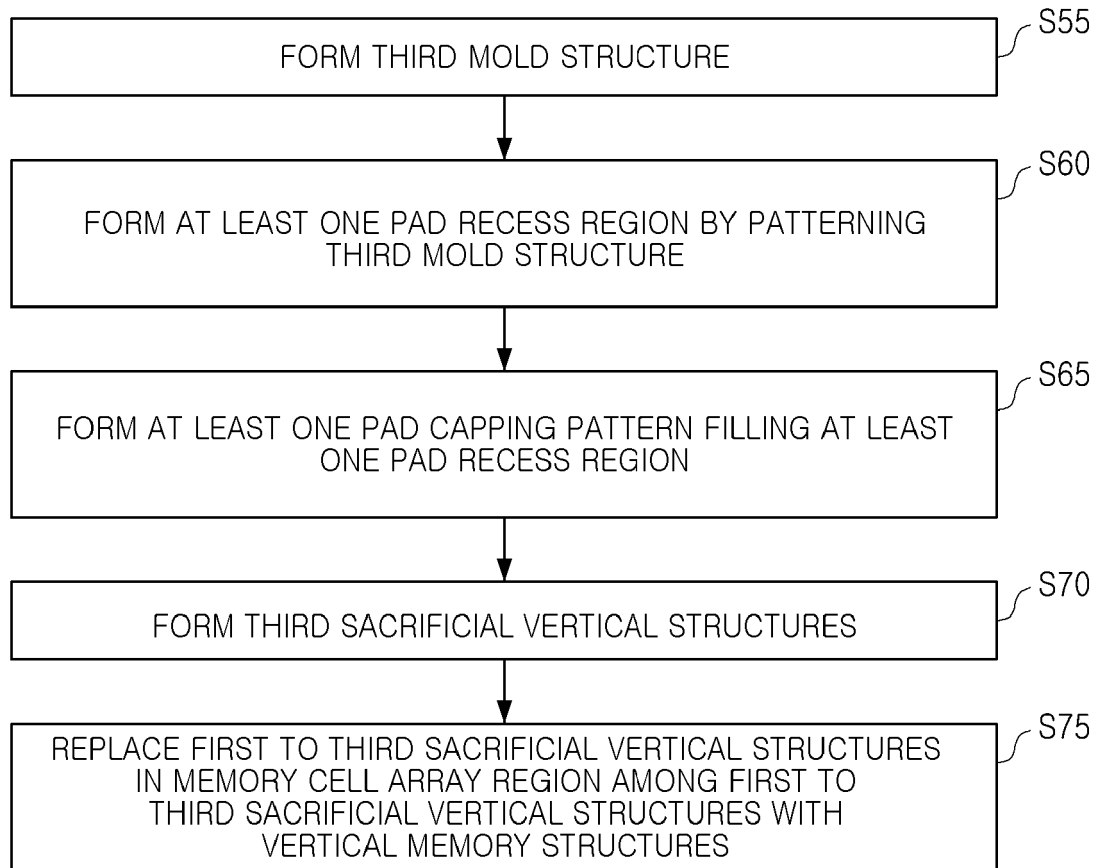 S55
FORM THIRD MOLD STRUCTURE
S60
FORM AT LEAST ONE PAD RECESS REGION BY PATTERNING
THIRD MOLD STRUCTURE
S65
FORM AT LEAST ONE PAD CAPPING PATTERN FILLING AT LEAST
ONE PAD RECESS REGION
S70
FORM THIRD SACRIFICIAL VERTICAL STRUCTURES
S75
REPLACE FIRST TO THIRD SACRIFICIAL VERTICAL STRUCTURES
IN MEMORY CELL ARRAY REGION AMONG FIRST TO
THIRD SACRIFICIAL VERTICAL STRUCTURES WITH
VERTICAL MEMORY STRUCTURES